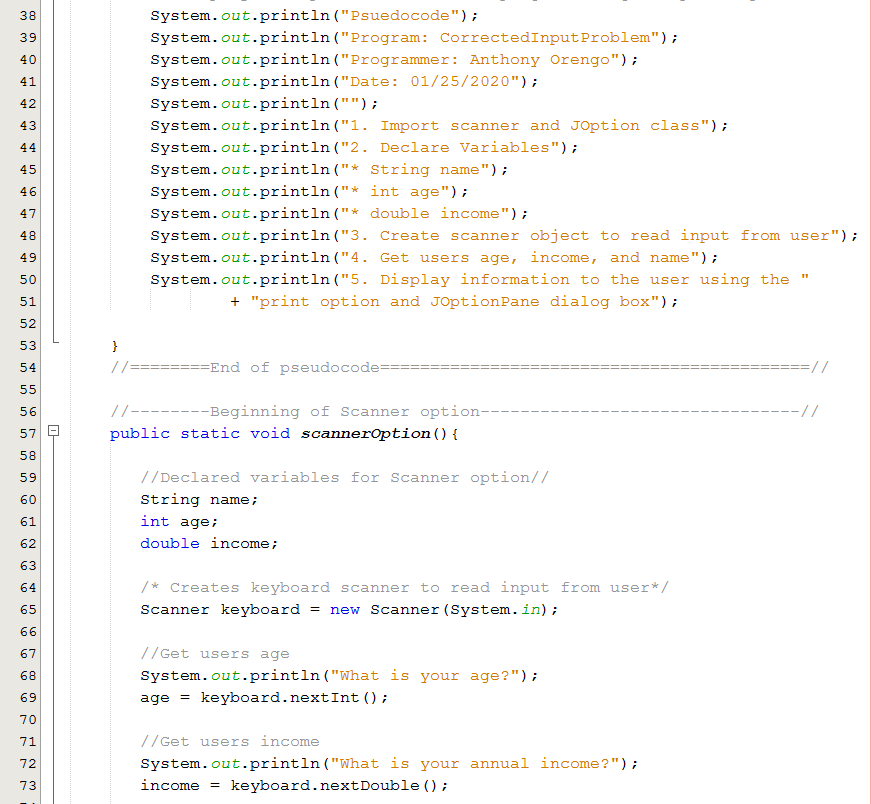 38 System.out.println("Psuedocode");
39 System.out.println("Program: CorrectedInputProblem");
40 System.out.println("Programmer: Anthony Orengo");
41 System.out.println("Date: 01/25/2020");
42 System.out.println("");
43 System.out.println("1. Import scanner and JOption class");
44 System.out.println("2. Declare Variables");
45 System.out.println("* String name");
46 System.out.println("* int age");
47 System.out.println("* double income");
48 System.out.println("3. Create scanner object to read input from user");
49 System.out.println("4. Get users age, income, and name");
50 System.out.println("5. Display information to the user using the "
51 + "print option and JOptionPane dialog box");
52
53 }
54 //========End of pseudocode===========================================//
55
56 //--------Beginning of Scanner option--------------------------------//
57 public static void scannerOption(){
58
59 //Declared variables for Scanner option//
60 String name;
61 int age;
62 double income;
63
64 /* Creates keyboard scanner to read input from user*/
65 Scanner keyboard = new Scanner(System.in);
66
67 //Get users age
68 System.out.println("What is your age?");
69 age = keyboard.nextInt();
70
71 //Get users income
72 System.out.println("What is your annual income?");
73 income = keyboard.nextDouble();